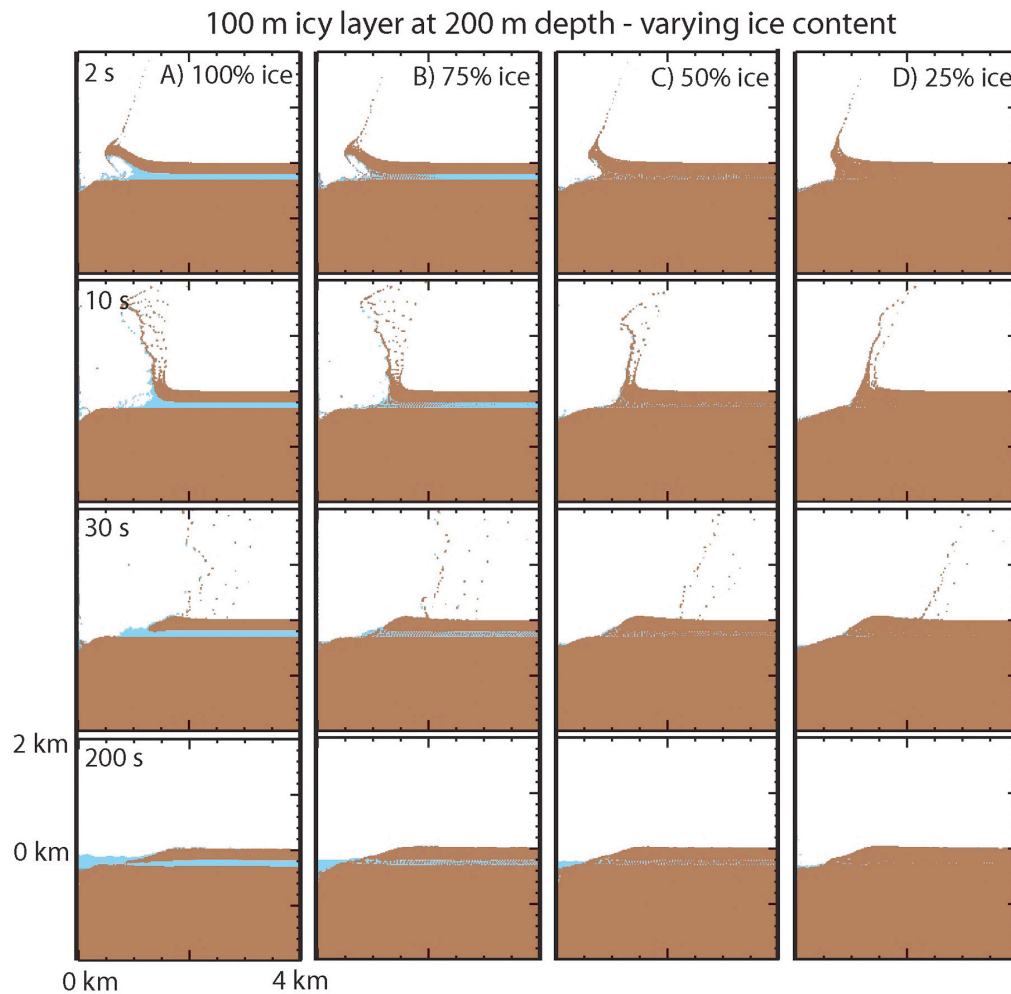 100 m icy layer at 200 m depth - varying ice content
2 s
A) 100% ice
B) 75% ice
C) 50% ice
D) 25% ice
10 s
30 s
2 km
200 s
0 km
0 km
4 km